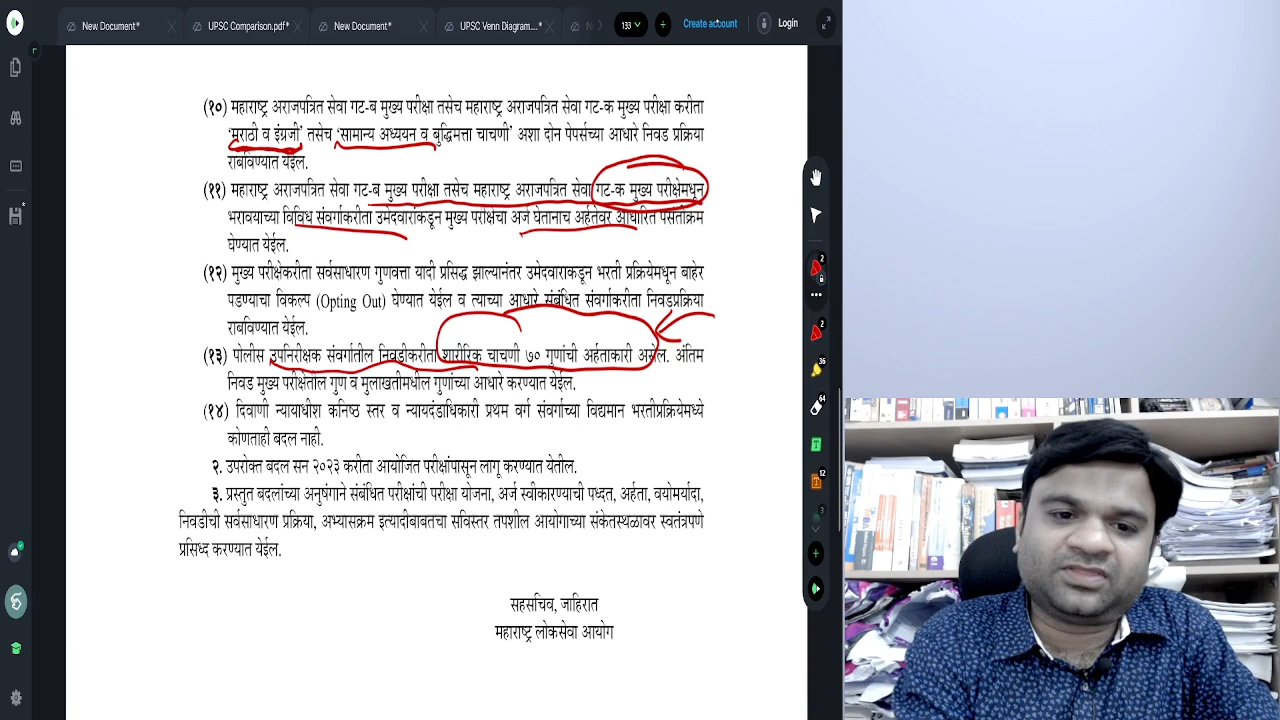 New Document*
UPSC Comparison.pdf*
New Document*
UPSC Venn Diagram....*
N
133
Create account
Login
(१०) महाराष्ट्र अराजपत्रित सेवा गट-ब मुख्य परीक्षा तसेच महाराष्ट्र अराजपत्रित सेवा गट-क मुख्य परीक्षा करीता
'मराठी व इंग्रजी' तसेच 'सामान्य अध्ययन व बुद्धिमत्ता चाचणी' अशा दोन पेपर्सच्या आधारे निवड प्रक्रिया
राबविण्यात येईल.
(११) महाराष्ट्र अराजपत्रित सेवा गट-ब मुख्य परीक्षा तसेच महाराष्ट्र अराजपत्रित सेवा गट-क मुख्य परीक्षेमधून
भरावयाच्या विविध संवर्गाकरीता उमेदवारांकडून मुख्य परीक्षेचा अर्ज घेतानाच अर्हतेवर आधारित पसंतीक्रम
घेण्यात येईल.
(१२) मुख्य परीक्षेकरीता सर्वसाधारण गुणवत्ता यादी प्रसिद्ध झाल्यानंतर उमेदवाराकडून भरती प्रक्रियेमधून बाहेर
पडण्याचा विकल्प (Opting Out) घेण्यात येईल व त्याच्या आधारे संबंधित संवर्गाकरीता निवडप्रक्रिया
राबविण्यात येईल.
(१३) पोलीस उपनिरीक्षक संवर्गातील निवडीकरीता शारीरिक चाचणी ७० गुणांची अर्हताकारी असेल. अंतिम
निवड मुख्य परीक्षेतील गुण व मुलाखतीमधील गुणांच्या आधारे करण्यात येईल.
(१४) दिवाणी न्यायाधीश कनिष्ठ स्तर व न्यायदंडाधिकारी प्रथम वर्ग संवर्गाच्या विद्यमान भरतीप्रक्रियेमध्ये
कोणताही बदल नाही.
२. उपरोक्त बदल सन २०२३ करीता आयोजित परीक्षांपासून लागू करण्यात येतील.
३. प्रस्तुत बदलांच्या अनुषंगाने संबंधित परीक्षांची परीक्षा योजना, अर्ज स्वीकारण्याची पध्दत, अर्हता, वयोमर्यादा,
निवडीची सर्वसाधारण प्रक्रिया, अभ्यासक्रम इत्यादीबाबतचा सविस्तर तपशील आयोगाच्या संकेतस्थळावर स्वतंत्रपणे
प्रसिध्द करण्यात येईल.
सहसचिव, जाहिरात
महाराष्ट्र लोकसेवा आयोग
2
2
36
64
T
12
3